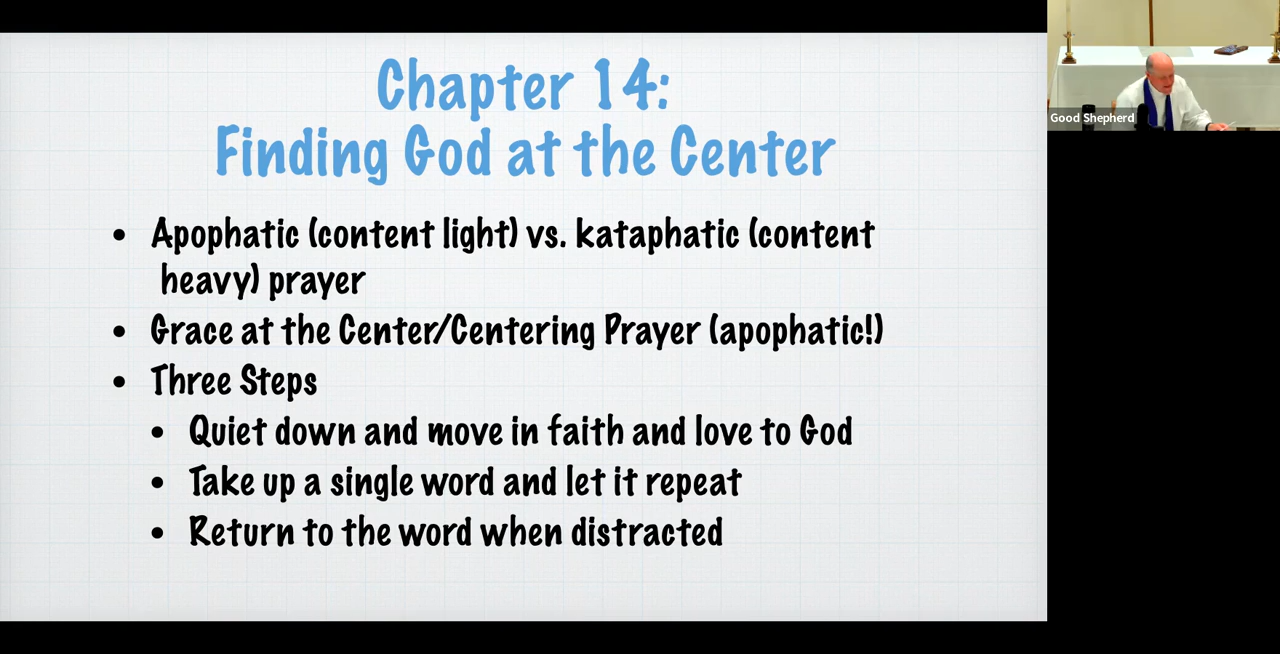 Chapter 14:
Finding God at the Center
• Apophatic (content light) vs. kataphatic (content
heavy) prayer
• Grace at the Center/Centering Prayer (apophatic!)
• Three Steps
• Quiet down and move in faith and love to God
• Take up a single word and let it repeat
• Return to the word when distracted
Good Shepherd